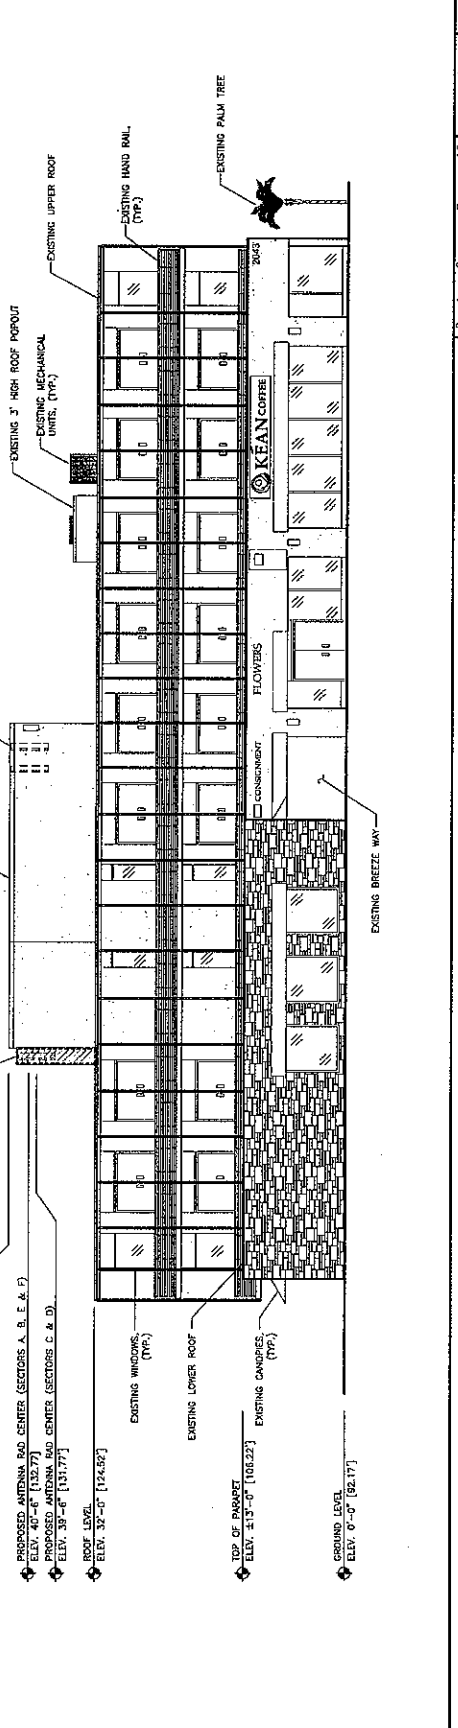 PROPOSED ANTENNA RAD CENTER (SECTORS A, B, E & F)
ELEV. 40'-6" [132.77']
PROPOSED ANTENNA RAD CENTER (SECTORS C & D)
ELEV. 39'-6" [131.77']
ROOF LEVEL
ELEV. 32'-0" [124.52']
TOP OF PARAPET
ELEV. ±13'-0" [106.22']
GROUND LEVEL
ELEV. 0'-0" [92.17']
EXISTING WINDOWS,
(TYP.)
EXISTING LOWER ROOF
EXISTING CANOPIES,
(TYP.)
EXISTING BREEZE WAY
CONSIGNMENT
FLOWERS
KEAN COFFEE
2043
EXISTING 3' HIGH ROOF POPOUT
EXISTING MECHANICAL
UNITS, (TYP.)
EXISTING UPPER ROOF
EXISTING HAND RAIL,
(TYP.)
EXISTING PALM TREE